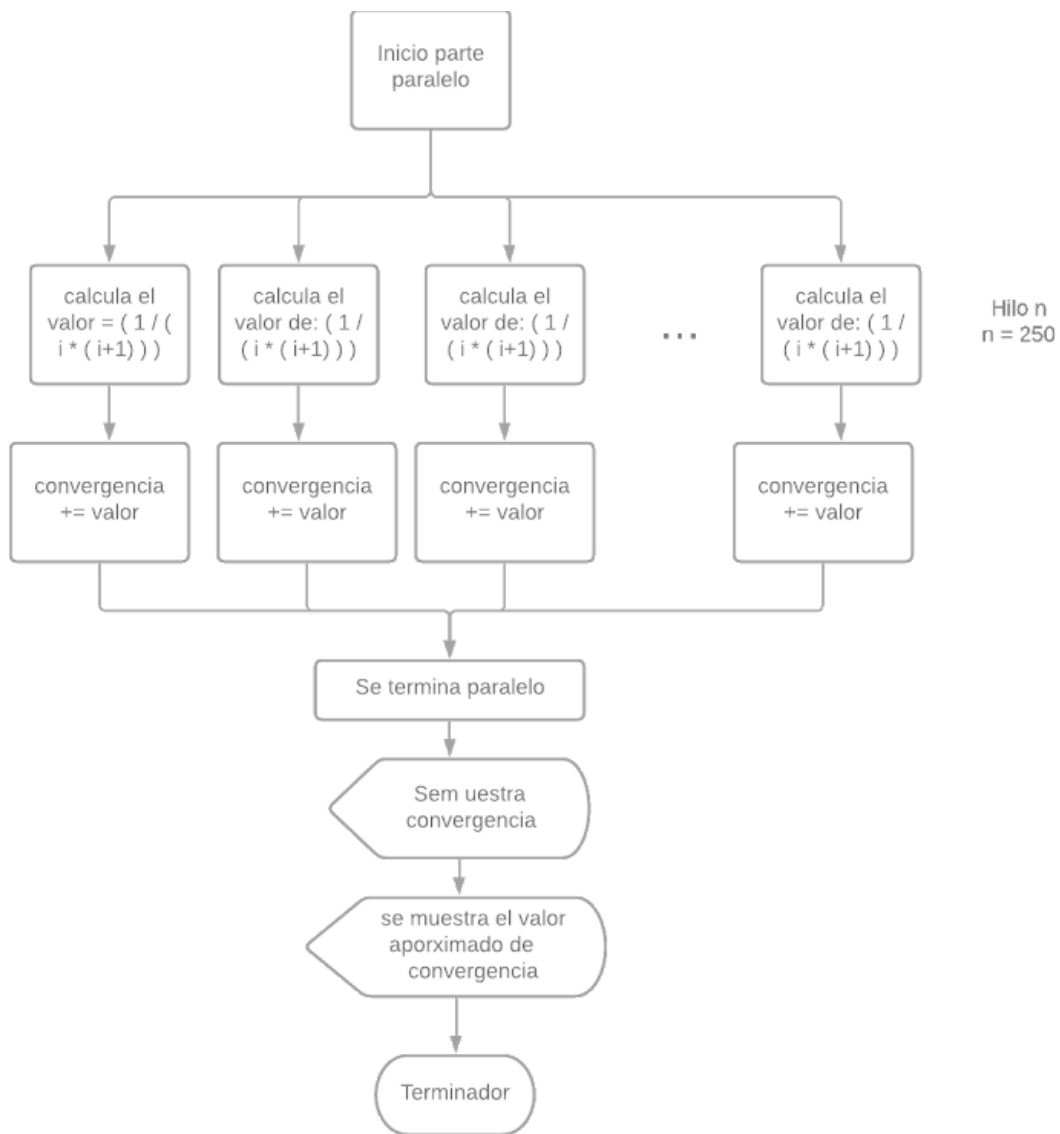 Inicio parte
paralelo
calcula el
valor = ( 1 / (
i * ( i+1) ) )
calcula el
valor de: ( 1 /
( i * ( i+1) ) )
calcula el
valor de: ( 1 /
( i * ( i+1) ) )
...
calcula el
valor de: ( 1 /
( i * ( i+1) ) )
Hilo n
n = 250
convergencia
+= valor
convergencia
+= valor
convergencia
+= valor
convergencia
+= valor
Se termina paralelo
Sem uestra
convergencia
se muestra el valor
aporximado de
convergencia
Terminador